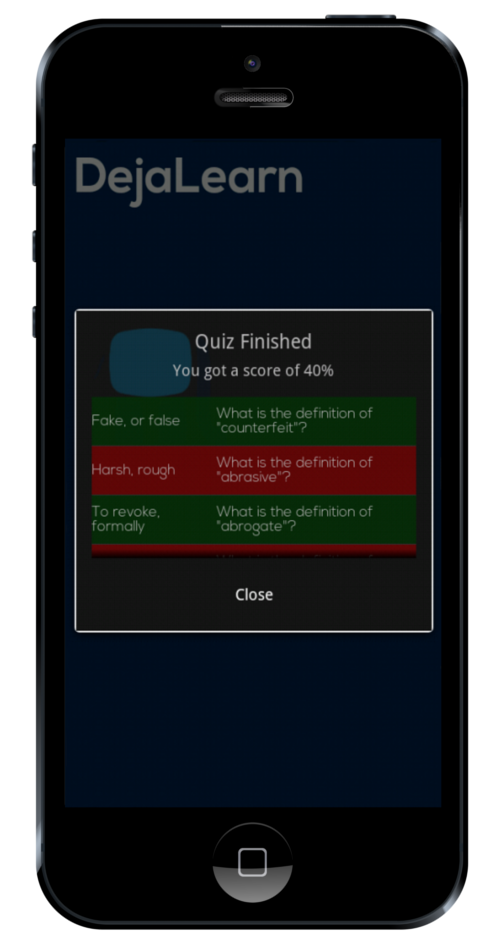 DejaLearn
Quiz Finished
You got a score of 40%
Fake, or false
What is the definition of
"counterfeit"?
Harsh, rough
What is the definition of
"abrasive"?
To revoke,
formally
What is the definition of
"abrogate"?
Close